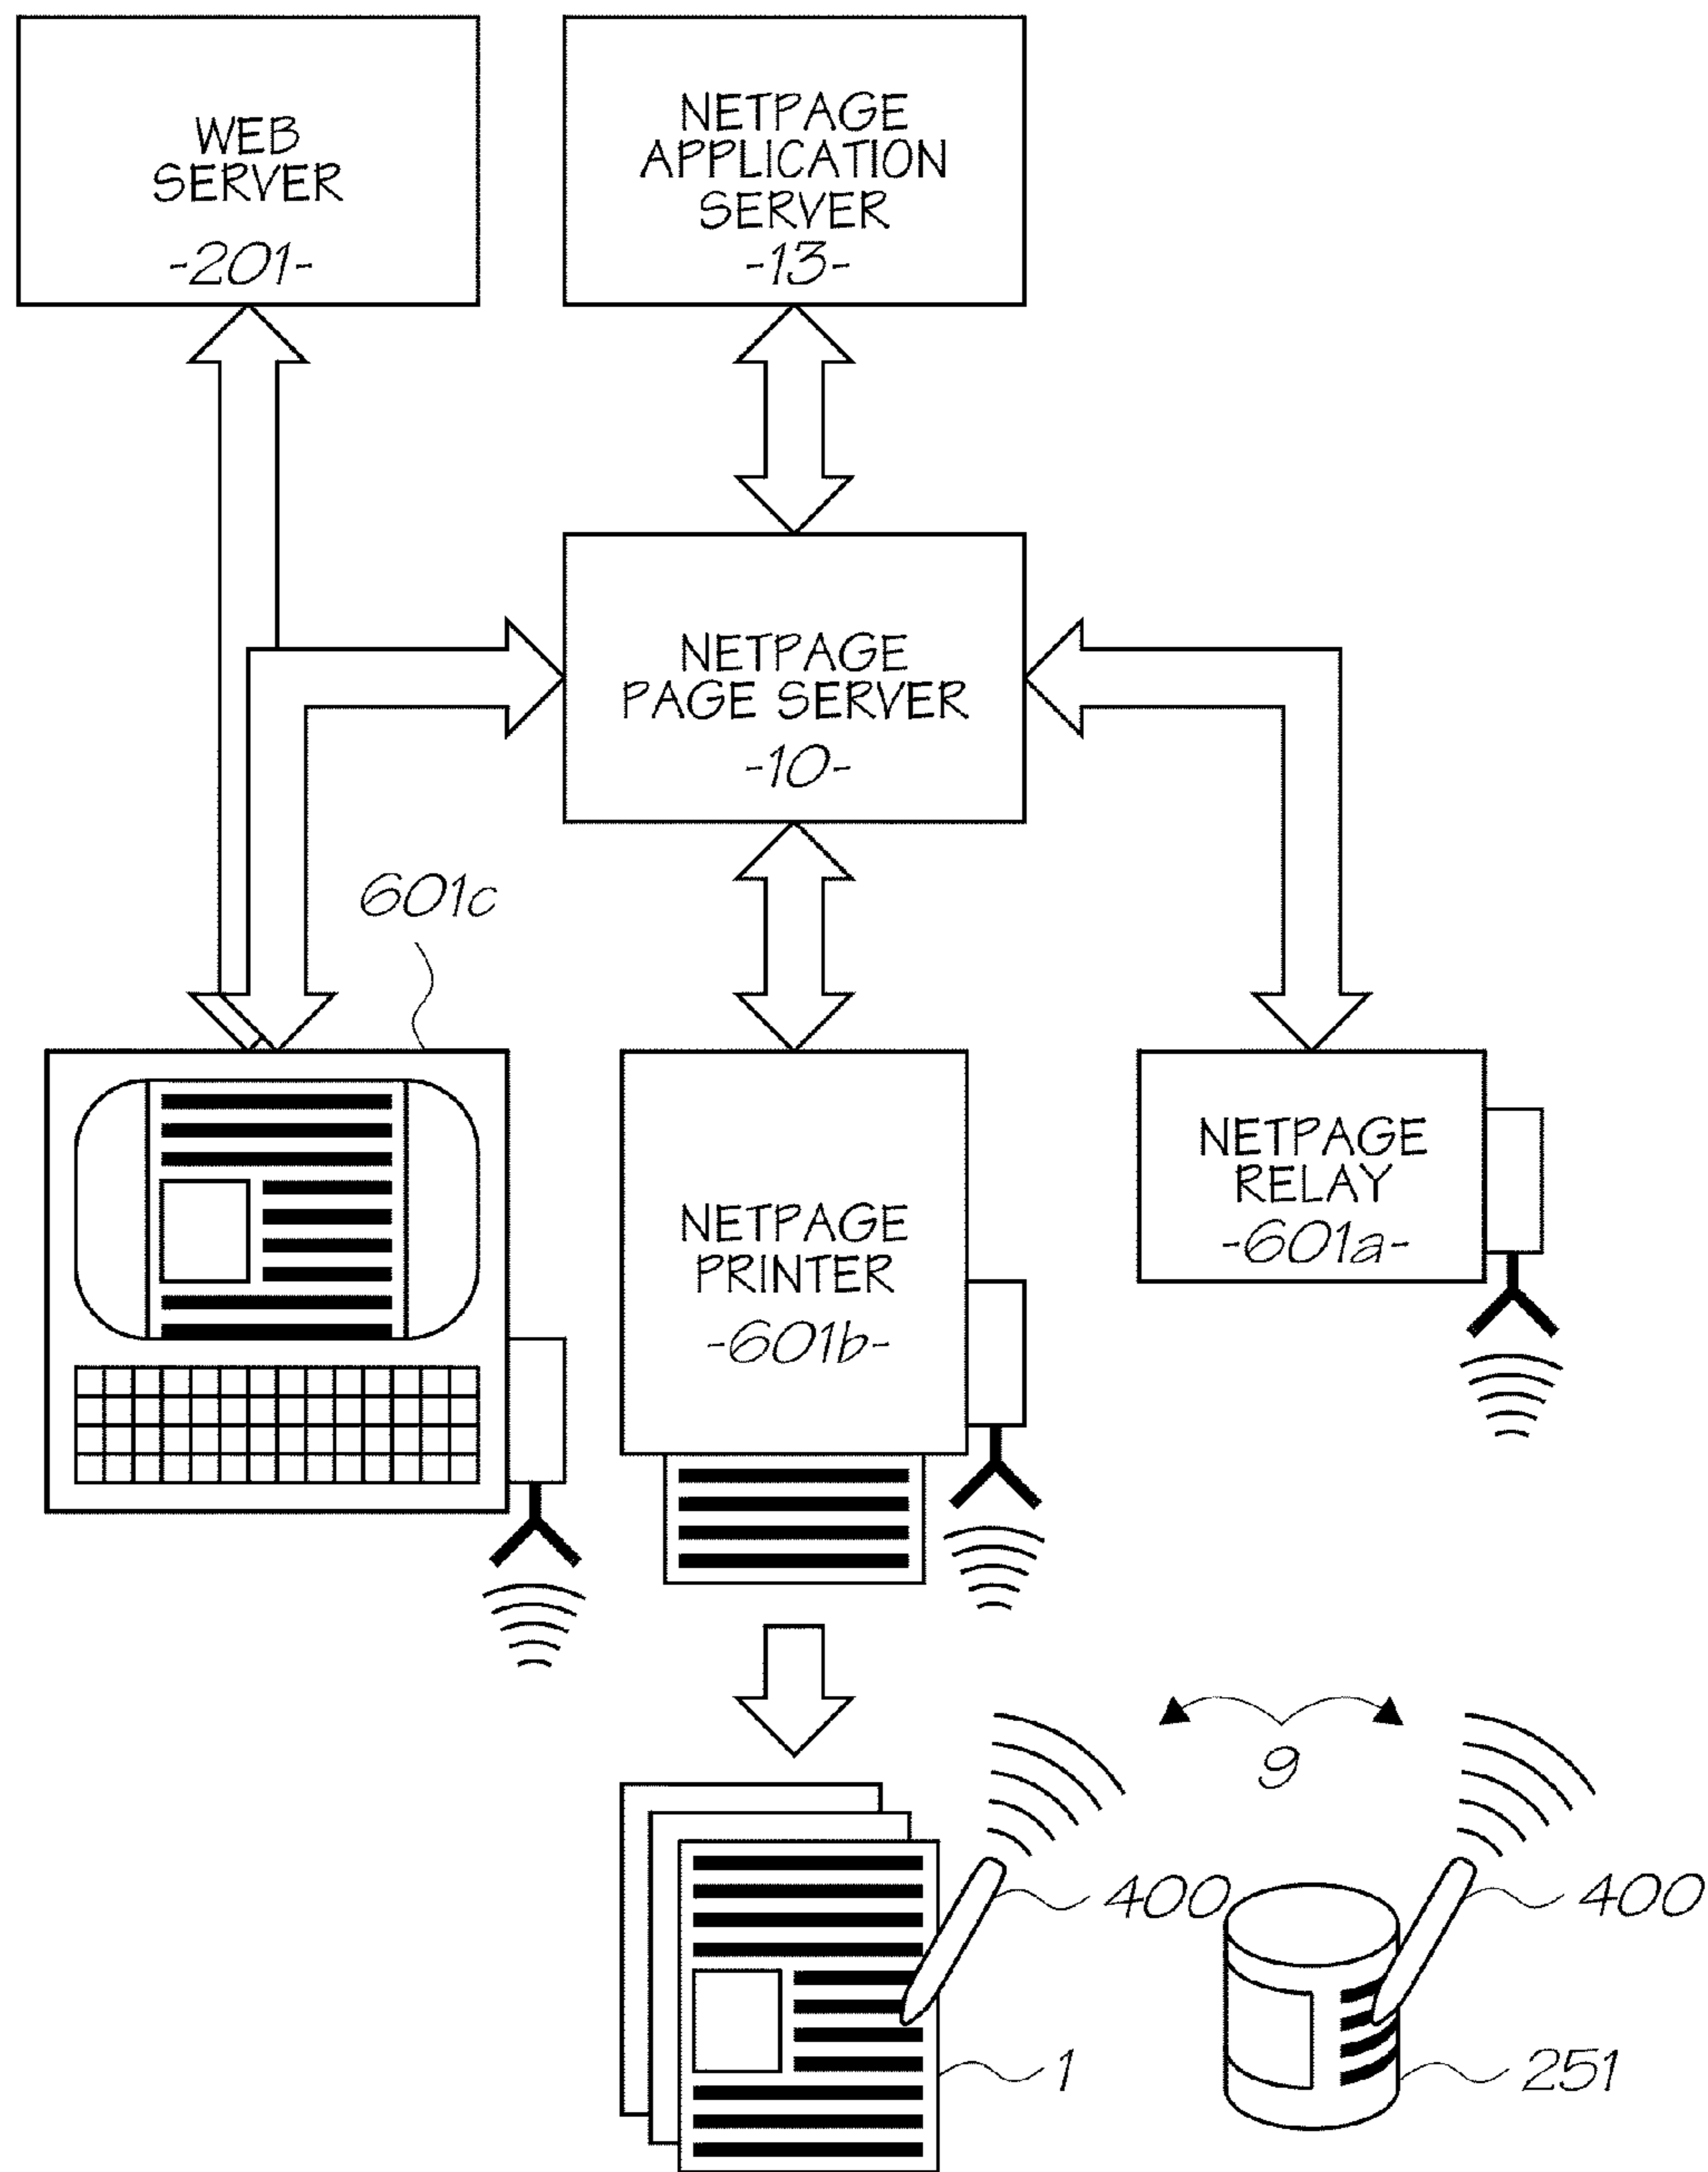 WEB
SERVER
-201-
NETPAGE
APPLICATION
SERVER
-13-
NETPAGE
PAGE SERVER
-10-
601c
NETPAGE
PRINTER
-601b-
NETPAGE
RELAY
-601a-
9
400
400
1
251